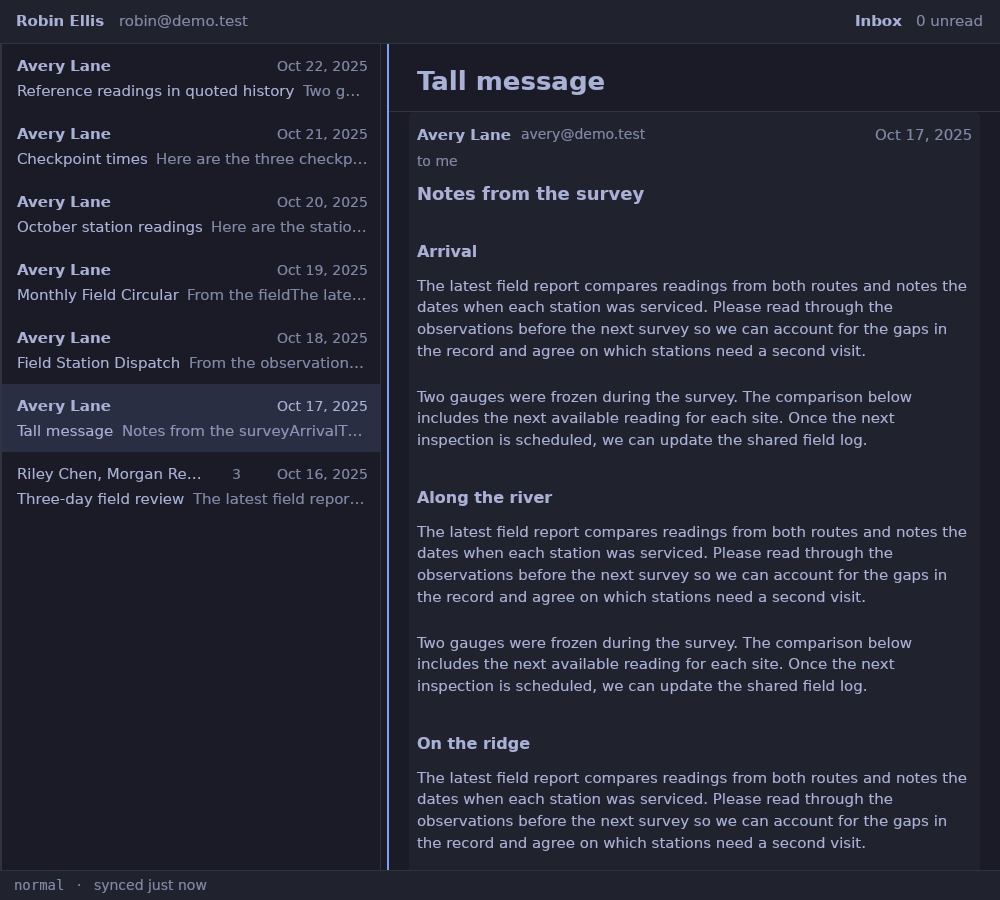 Robin Ellis robin@demo.test Inbox 0 unread
Avery Lane Oct 22, 2025
Reference readings in quoted history Two g…
Avery Lane Oct 21, 2025
Checkpoint times Here are the three checkp…
Avery Lane Oct 20, 2025
October station readings Here are the statio…
Avery Lane Oct 19, 2025
Monthly Field Circular From the fieldThe late…
Avery Lane Oct 18, 2025
Field Station Dispatch From the observation…
Avery Lane Oct 17, 2025
Tall message Notes from the surveyArrivalT…
Riley Chen, Morgan Re… 3 Oct 16, 2025
Three-day field review The latest field repor…
Tall message
Avery Lane avery@demo.test Oct 17, 2025
to me
Notes from the survey
Arrival
The latest field report compares readings from both routes and notes the
dates when each station was serviced. Please read through the
observations before the next survey so we can account for the gaps in
the record and agree on which stations need a second visit.
Two gauges were frozen during the survey. The comparison below
includes the next available reading for each site. Once the next
inspection is scheduled, we can update the shared field log.
Along the river
The latest field report compares readings from both routes and notes the
dates when each station was serviced. Please read through the
observations before the next survey so we can account for the gaps in
the record and agree on which stations need a second visit.
Two gauges were frozen during the survey. The comparison below
includes the next available reading for each site. Once the next
inspection is scheduled, we can update the shared field log.
On the ridge
The latest field report compares readings from both routes and notes the
dates when each station was serviced. Please read through the
observations before the next survey so we can account for the gaps in
the record and agree on which stations need a second visit.
normal · synced just now